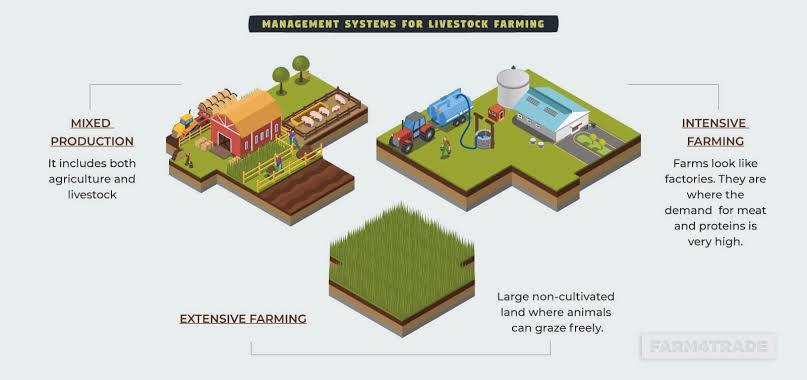 MANAGEMENT SYSTEMS FOR LIVESTOCK FARMING
MIXED
PRODUCTION
It includes both
agriculture and
livestock
INTENSIVE
FARMING
Farms look like
factories. They are
where the
demand for meat
and proteins is
very high.
EXTENSIVE FARMING
Large non-cultivated
land where animals
can graze freely.
FARM4TRADE